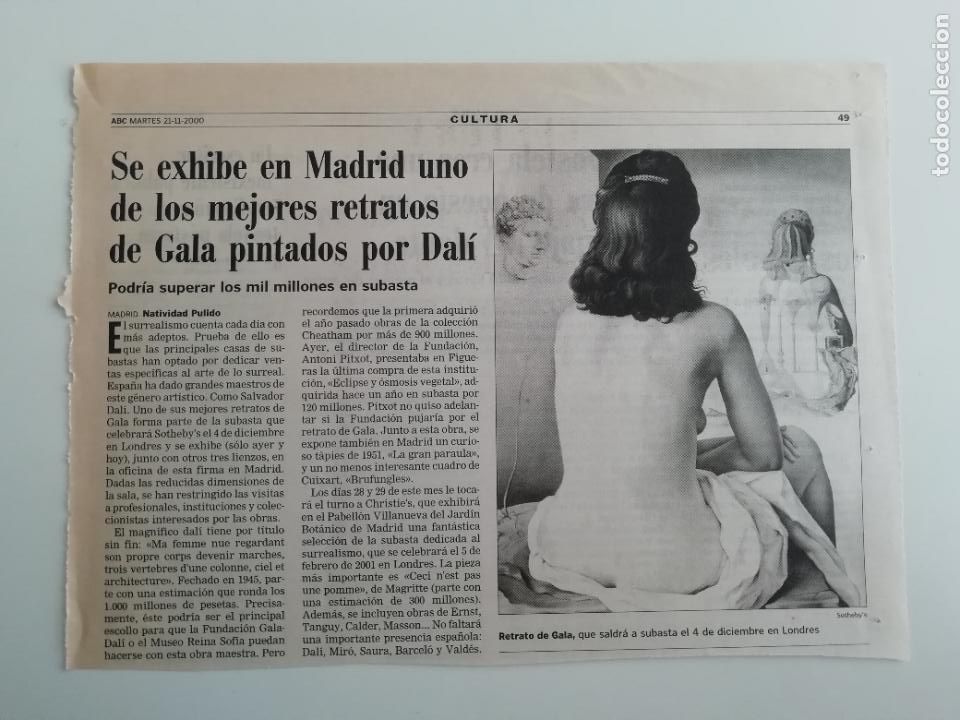 ABC MARTES 21-11-2000
CULTURA
49
Se exhibe en Madrid uno
de los mejores retratos
de Gala pintados por Dalí
Podría superar los mil millones en subasta
MADRID. Natividad Pulido
El surrealismo cuenta cada día con
más adeptos. Prueba de ello es
que las principales casas de su-
bastas han optado por dedicar ven-
tas específicas al arte de lo surreal.
España ha dado grandes maestros de
este género artístico. Como Salvador
Dalí. Uno de sus mejores retratos de
Gala forma parte de la subasta que
celebrará Sotheby's el 4 de diciembre
en Londres y se exhibe (sólo ayer y
hoy), junto con otros tres lienzos, en
la oficina de esta firma en Madrid.
Dadas las reducidas dimensiones de
la sala, se han restringido las visitas
a profesionales, instituciones y colec-
cionistas interesados por las obras.
El magnífico dalí tiene por título
sin fin: «Ma femme nue regardant
son propre corps devenir marches,
trois vertebres d'une colonne, ciel et
architecture». Fechado en 1945, par-
te con una estimación que ronda los
1.000 millones de pesetas. Precisa-
mente, éste podría ser el principal
escollo para que la Fundación Gala-
Dalí o el Museo Reina Sofía puedan
hacerse con esta obra maestra. Pero
recordemos que la primera adquirió
el año pasado obras de la colección
Cheatham por más de 900 millones.
Ayer, el director de la Fundación,
Antoni Pitxot, presentaba en Figue-
ras la última compra de esta institu-
ción, «Eclipse y ósmosis vegetal», ad-
quirida hace un año en subasta por
120 millones. Pitxot no quiso adelan-
tar si la Fundación pujaría por el
retrato de Gala. Junto a esta obra, se
expone también en Madrid un curio-
so tàpies de 1951, «La gran paraula»,
y un no menos interesante cuadro de
Cuixart, «Brufungles».
Los días 28 y 29 de este mes le toca-
rá el turno a Christie's, que exhibirá
en el Pabellón Villanueva del Jardín
Botánico de Madrid una fantástica
selección de la subasta dedicada al
surrealismo, que se celebrará el 5 de
febrero de 2001 en Londres. La pieza
más importante es «Ceci n'est pas
une pomme», de Magritte (parte con
una estimación de 300 millones).
Además, se incluyen obras de Ernst,
Tanguy, Calder, Masson... No faltará
una importante presencia española:
Dalí, Miró, Saura, Barceló y Valdés.
Sotheby's
Retrato de Gala, que saldrá a subasta el 4 de diciembre en Londres
todocoleccion